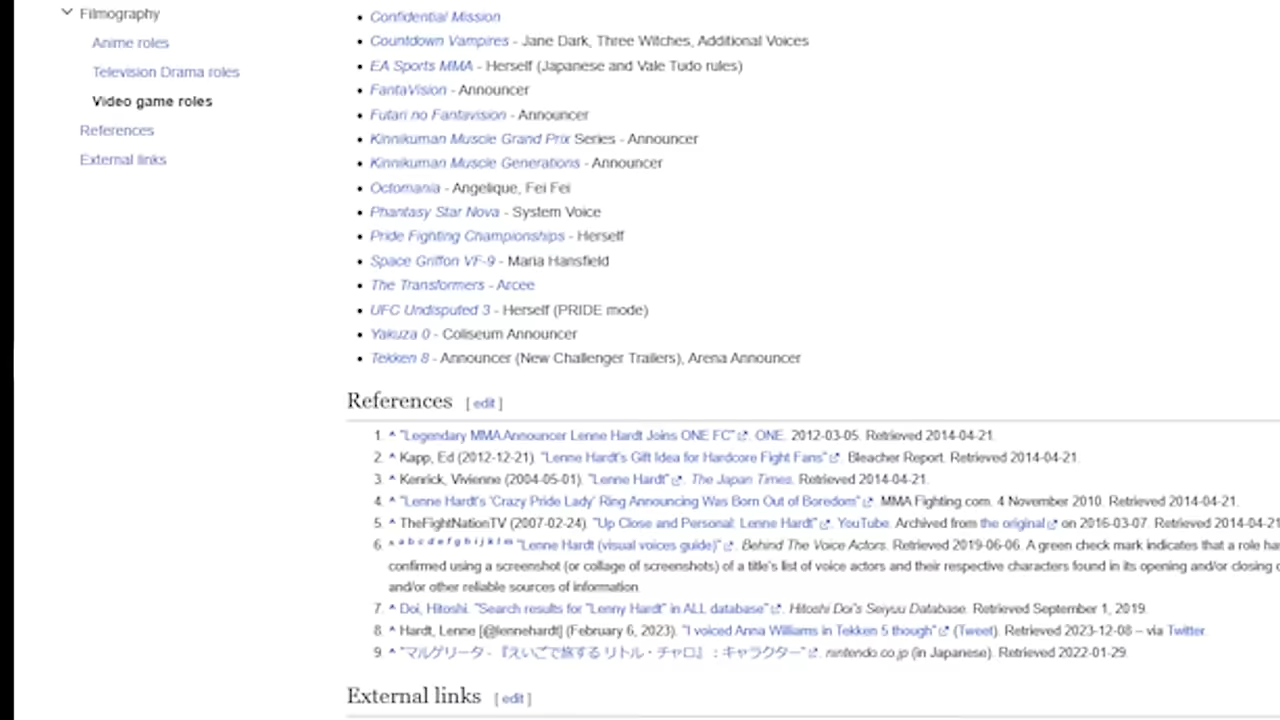 Filmography
Anime roles
Television Drama roles
Video game roles
References
External links
Confidential Mission
Countdown Vampires - Jane Dark, Three Witches, Additional Voices
EA Sports MMA - Herself (Japanese and Vale Tudo rules)
FantaVision - Announcer
Futari no Fantavision - Announcer
Kinnikuman Muscle Grand Prix Series - Announcer
Kinnikuman Muscle Generations - Announcer
Octomania - Angelique, Fei Fei
Phantasy Star Nova - System Voice
Pride Fighting Championships - Herself
Space Griffon VF-9 - Maria Hansfield
The Transformers - Arcee
UFC Undisputed 3 - Herself (PRIDE mode)
Yakuza 0 - Coliseum Announcer
Tekken 8 - Announcer (New Challenger Trailers), Arena Announcer
References [ edit ]
1. ^ "Legendary MMA Announcer Lenne Hardt Joins ONE FC". ONE. 2012-03-05. Retrieved 2014-04-21.
2. ^ Kapp, Ed (2012-12-21). "Lenne Hardt's Gift Idea for Hardcore Fight Fans". Bleacher Report. Retrieved 2014-04-21.
3. ^ Kenrick, Vivienne (2004-05-01). "Lenne Hardt". The Japan Times. Retrieved 2014-04-21.
4. ^ "Lenne Hardt's 'Crazy Pride Lady' Ring Announcing Was Born Out of Boredom". MMA Fighting.com. 4 November 2010. Retrieved 2014-04-21.
5. ^ TheFightNationTV (2007-02-24). "Up Close and Personal: Lenne Hardt". YouTube. Archived from the original on 2016-03-07. Retrieved 2014-04-21
6. ^ a b c d e f g h i j k l m "Lenne Hardt (visual voices guide)". Behind The Voice Actors. Retrieved 2019-06-06. A green check mark indicates that a role ha
confirmed using a screenshot (or collage of screenshots) of a title's list of voice actors and their respective characters found in its opening and/or closing
and/or other reliable sources of information
7. ^ Doi, Hitoshi. "Search results for "Lenny Hardt" in ALL database". Hitoshi Doi's Seiyuu Database. Retrieved September 1, 2019.
8. ^ Hardt, Lenne [@lennehardt] (February 6, 2023). "I voiced Anna Williams in Tekken 5 though" (Tweet). Retrieved 2023-12-08 – via Twitter.
9. ^ "マルゲリータ - 『えいごで旅する リトル・チャロ』 : キャラクター". nintendo.co.jp (in Japanese). Retrieved 2022-01-29.
External links [ edit ]